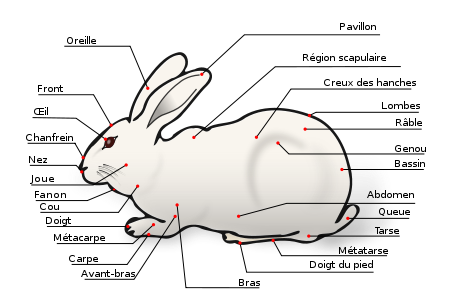 Oreille
Front
Œil
Chanfrein
Nez
Joue
Fanon
Cou
Doigt
Métacarpe
Carpe
Avant-bras
Pavillon
Région scapulaire
Creux des hanches
Lombes
Râble
Genou
Bassin
Abdomen
Queue
Tarse
Métatarse
Doigt du pied
Bras